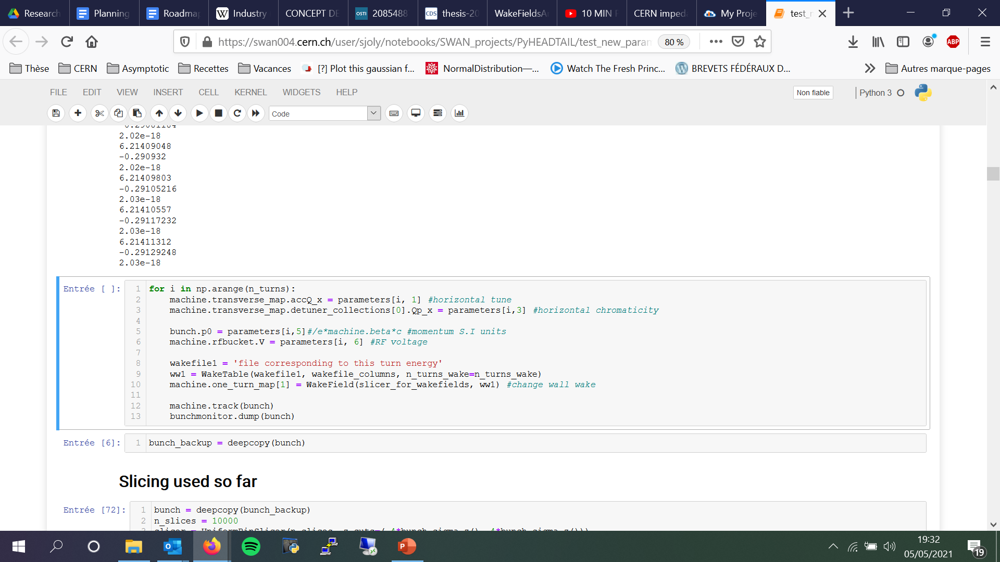 Research
Planning
Roadma
Industry
CONCEPT DE
OSTI
2085488
CDS
thesis-20
WakeFieldsAn
10 MIN F
CERN imped
My Proje
test_n
https://swan004.cern.ch/user/sjoly/notebooks/SWAN_projects/PyHEADTAIL/test_new_param
80 %
ABP
Thèse
CERN
Asymptotic
Recettes
Vacances
[?] Plot this gaussian f...
NormalDistribution—...
Watch The Fresh Princ...
BREVETS FÉDÉRAUX D...
Autres marque-pages
FILE
EDIT
VIEW
INSERT
CELL
KERNEL
WIDGETS
HELP
Non fiable
Python 3
Code
2.02e-18
6.21409048
-0.290932
2.02e-18
6.21409803
-0.29105216
2.03e-18
6.21410557
-0.29117232
2.03e-18
6.21411312
-0.29129248
2.03e-18
Entrée [ ]:
1 for i in np.arange(n_turns):
2 machine.transverse_map.accQ_x = parameters[i, 1] #horizontal tune
3 machine.transverse_map.detuner_collections[0].Qp_x = parameters[i,3] #horizontal chromaticity
4
5 bunch.p0 = parameters[i,5]#/e*machine.beta*c #momentum S.I units
6 machine.rfbucket.V = parameters[i, 6] #RF voltage
7
8 wakefile1 = 'file corresponding to this turn energy'
9 ww1 = WakeTable(wakefile1, wakefile_columns, n_turns_wake=n_turns_wake)
10 machine.one_turn_map[1] = WakeField(slicer_for_wakefields, ww1) #change wall wake
11
12 machine.track(bunch)
13 bunchmonitor.dump(bunch)
Entrée [6]:
1 bunch_backup = deepcopy(bunch)
Slicing used so far
Entrée [72]:
1 bunch = deepcopy(bunch_backup)
2 n_slices = 10000
19:32
05/05/2021
19